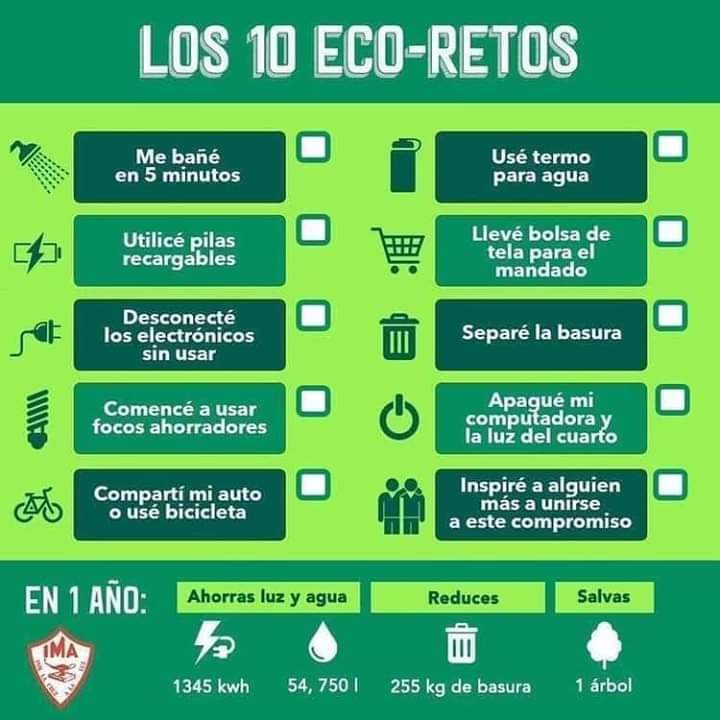 LOS 10 ECO-RETOS
Me bañé
en 5 minutos
Utilicé pilas
recargables
Desconecté
los electrónicos
sin usar
Comencé a usar
focos ahorradores
Compartí mi auto
o usé bicicleta
Usé termo
para agua
Llevé bolsa de
tela para el
mandado
Separé la basura
Apagué mi
computadora y
la luz del cuarto
Inspiré a alguien
más a unirse
a este compromiso
EN 1 AÑO:
Ahorras luz y agua
Reduces
Salvas
1345 kwh
54, 750 l
255 kg de basura
1 árbol
IMA